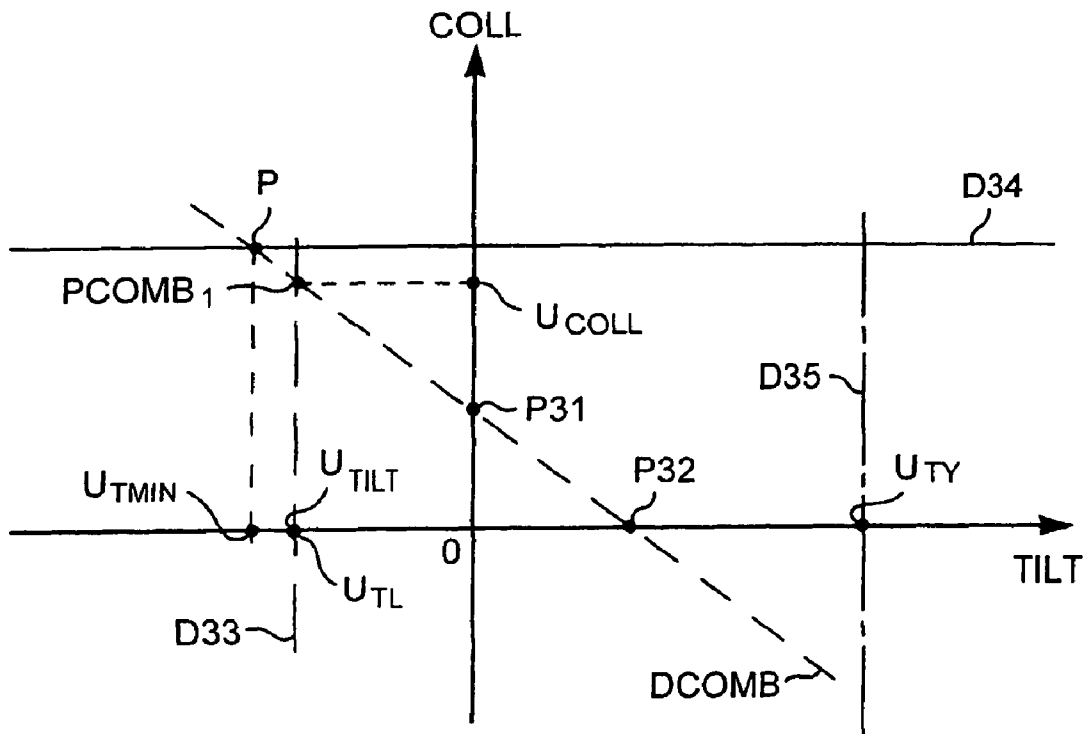 COLL
P
D34
PCOMB1
UCOLL
D35
P31
UTILT
P32
UTMIN
UTY
0
TILT
UTL
D33
DCOMB